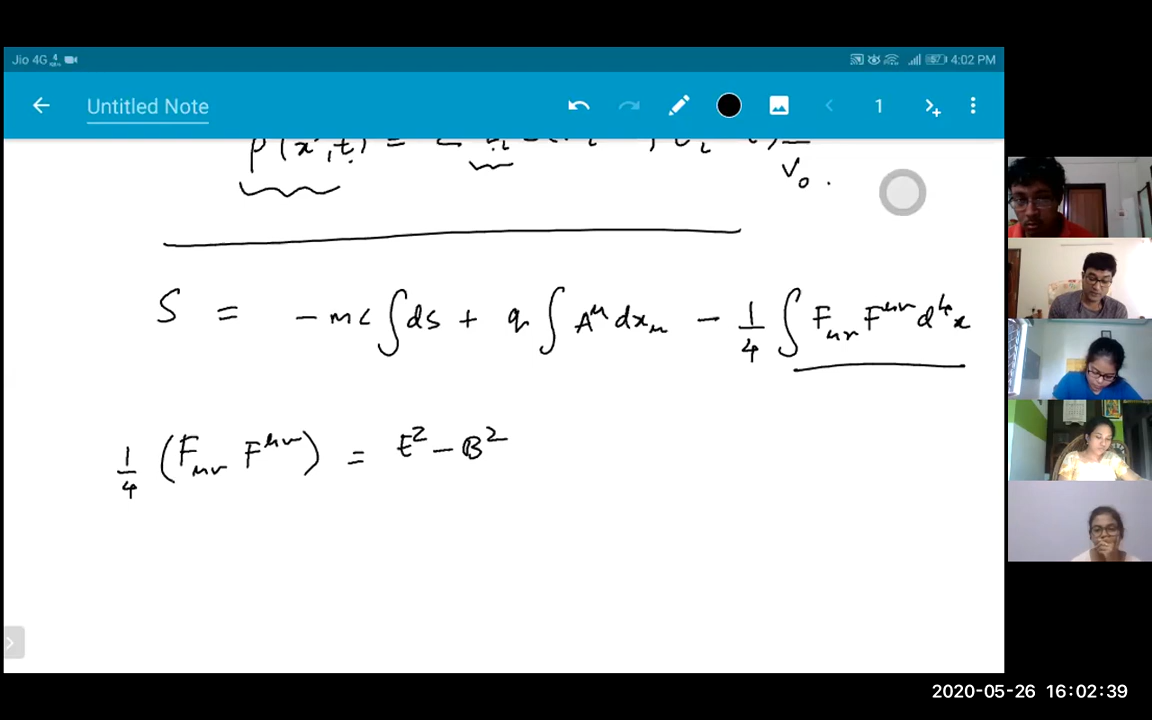 Jio 4G 4:02 PM
Untitled Note 1
ρ(x, t) =
V₀ .
S = - mc ∫ ds + q ∫ A^μ dx_μ - 1/4 ∫ F_μν F^μν d⁴x
1/4 (F_μν F^μν) = E² - B²
2020-05-26 16:02:39